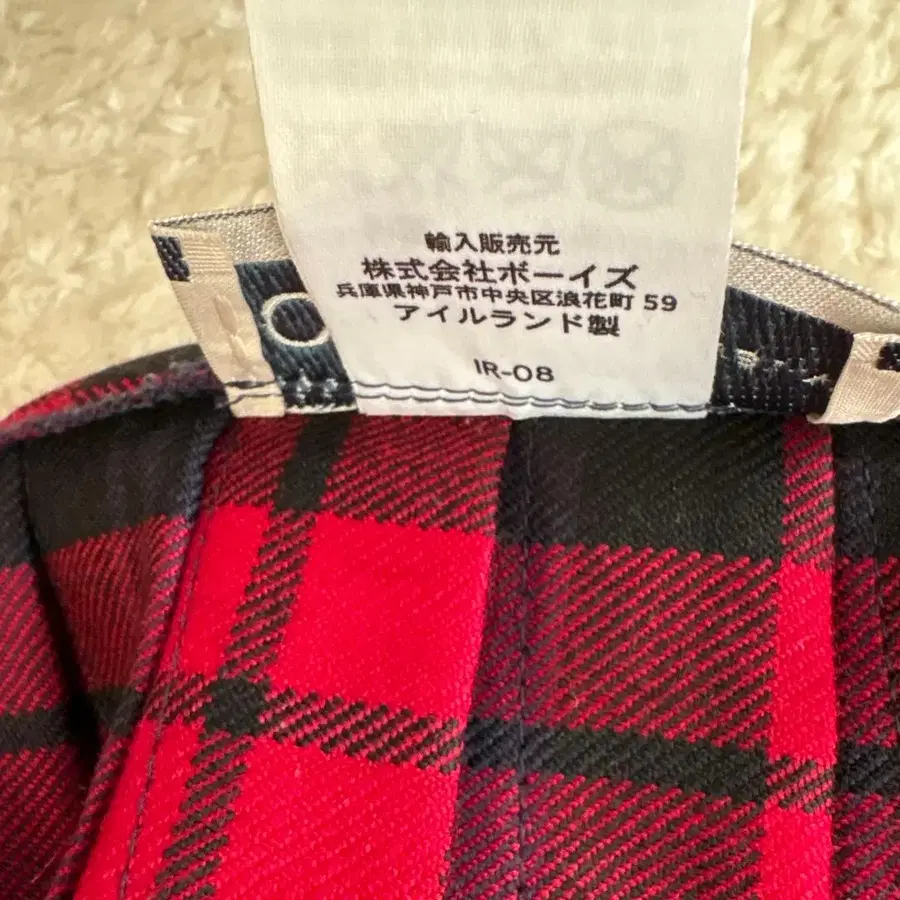 輸入販売元
株式会社ボーイズ
兵庫県神戸市中央区浪花町 59
アイルランド製
IR-08
O